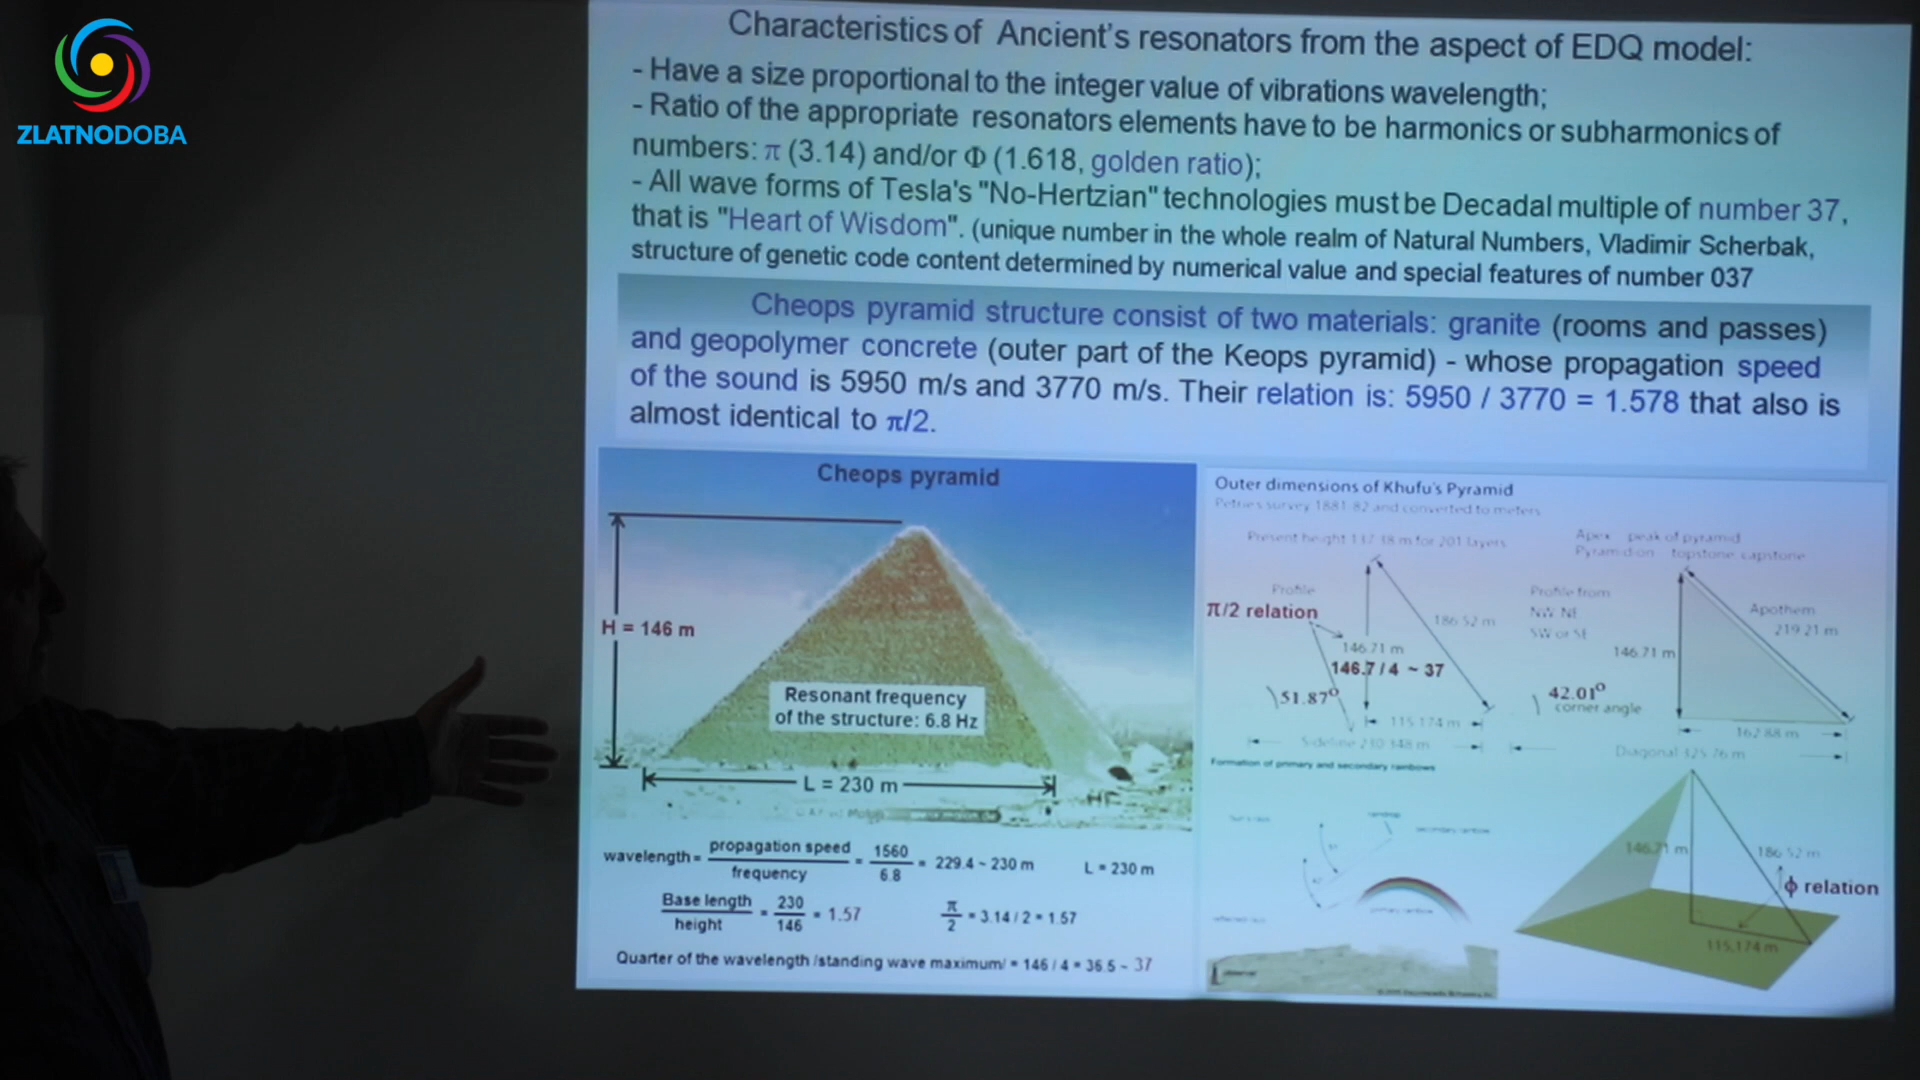 ZLATNODOBA
Characteristics of Ancient's resonators from the aspect of EDQ model:
- Have a size proportional to the integer value of vibrations wavelength;
- Ratio of the appropriate resonators elements have to be harmonics or subharmonics of
numbers: π (3.14) and/or Φ (1.618, golden ratio);
- All wave forms of Tesla's "No-Hertzian" technologies must be Decadal multiple of number 37,
that is "Heart of Wisdom". (unique number in the whole realm of Natural Numbers, Vladimir Scherbak,
structure of genetic code content determined by numerical value and special features of number 037
Cheops pyramid structure consist of two materials: granite (rooms and passes)
and geopolymer concrete (outer part of the Keops pyramid) - whose propagation speed
of the sound is 5950 m/s and 3770 m/s. Their relation is: 5950 / 3770 = 1.578 that also is
almost identical to π/2.
Cheops pyramid
H = 146 m
Resonant frequency
of the structure: 6.8 Hz
L = 230 m
wavelength = propagation speed / frequency = 1560 / 6.8 = 229.4 ~ 230 m L = 230 m
Base length / height = 230 / 146 = 1.57 π / 2 = 3.14 / 2 = 1.57
Quarter of the wavelength /standing wave maximum/ = 146 / 4 = 36.5 ~ 37
Outer dimensions of Khufu's Pyramid
Petrie's survey 1881-82 and converted to meters
Present height 137.18 m for 201 layers
Profile
π/2 relation
186.52 m
146.71 m
146.7 / 4 ~ 37
51.87°
115.174 m
Sideline 230.348 m
Apex peak of pyramid
Pyramidion topstone capstone
Profile from
NW NE
SW or SE
Apothem
219.21 m
146.71 m
42.01°
corner angle
162.88 m
Diagonal 325.76 m
Formation of primary and secondary rainbows
146.71 m
186.52 m
ϕ relation
115,174 m